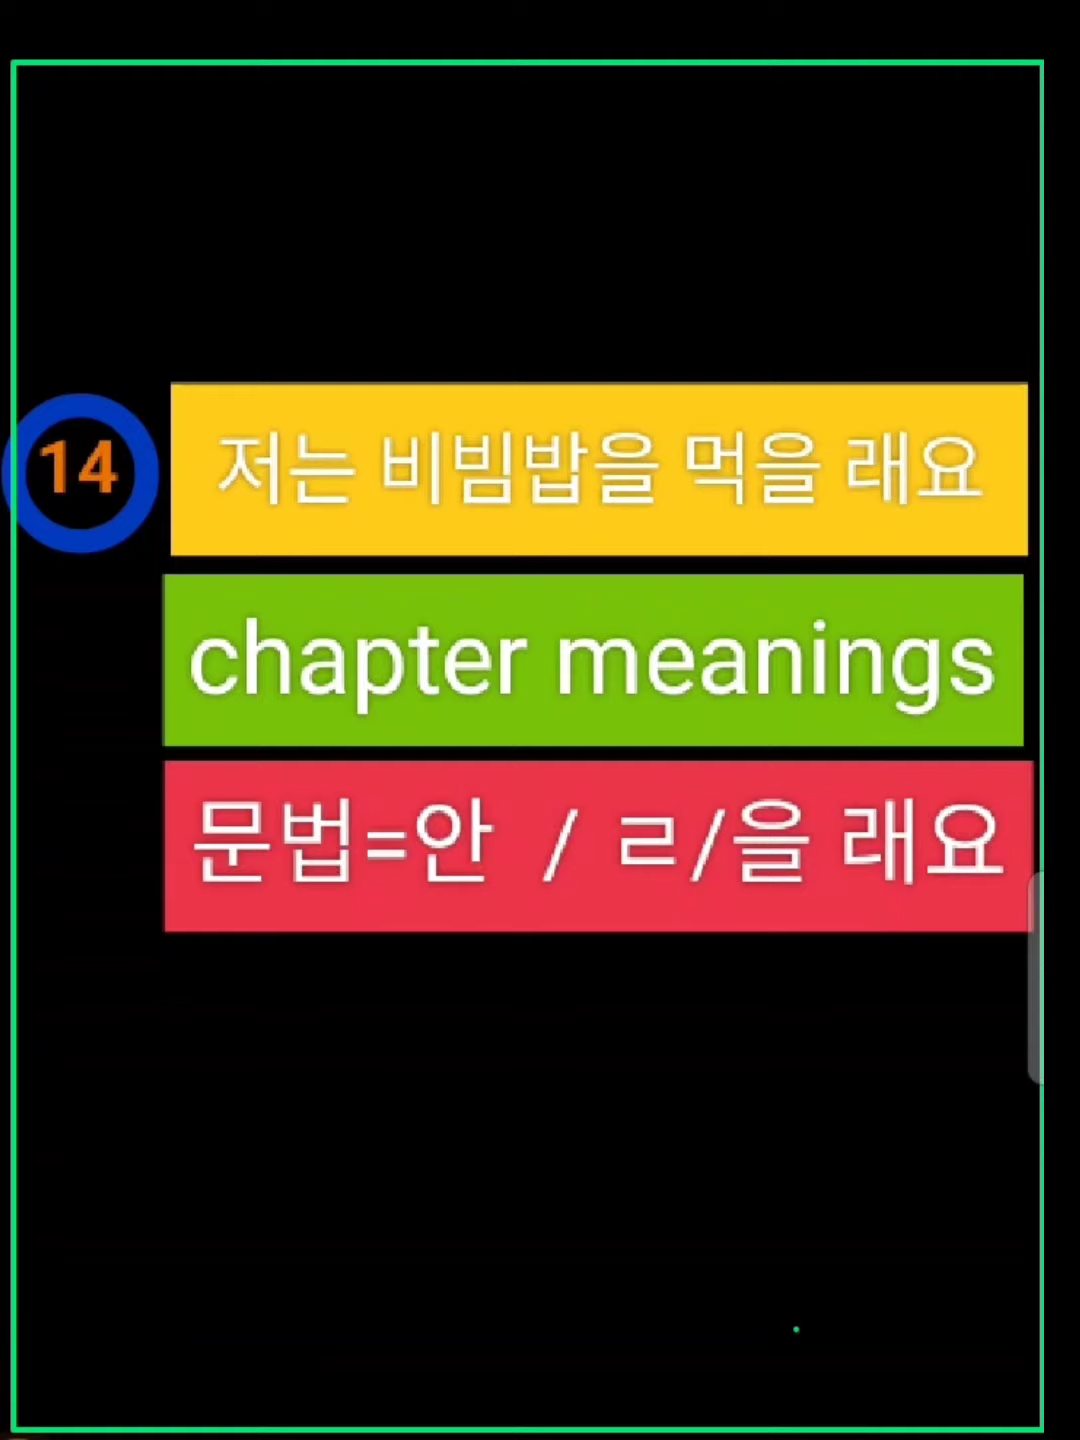 14
저는 비빔밥을 먹을 래요
chapter meanings
문법=안 / ㄹ/을 래요